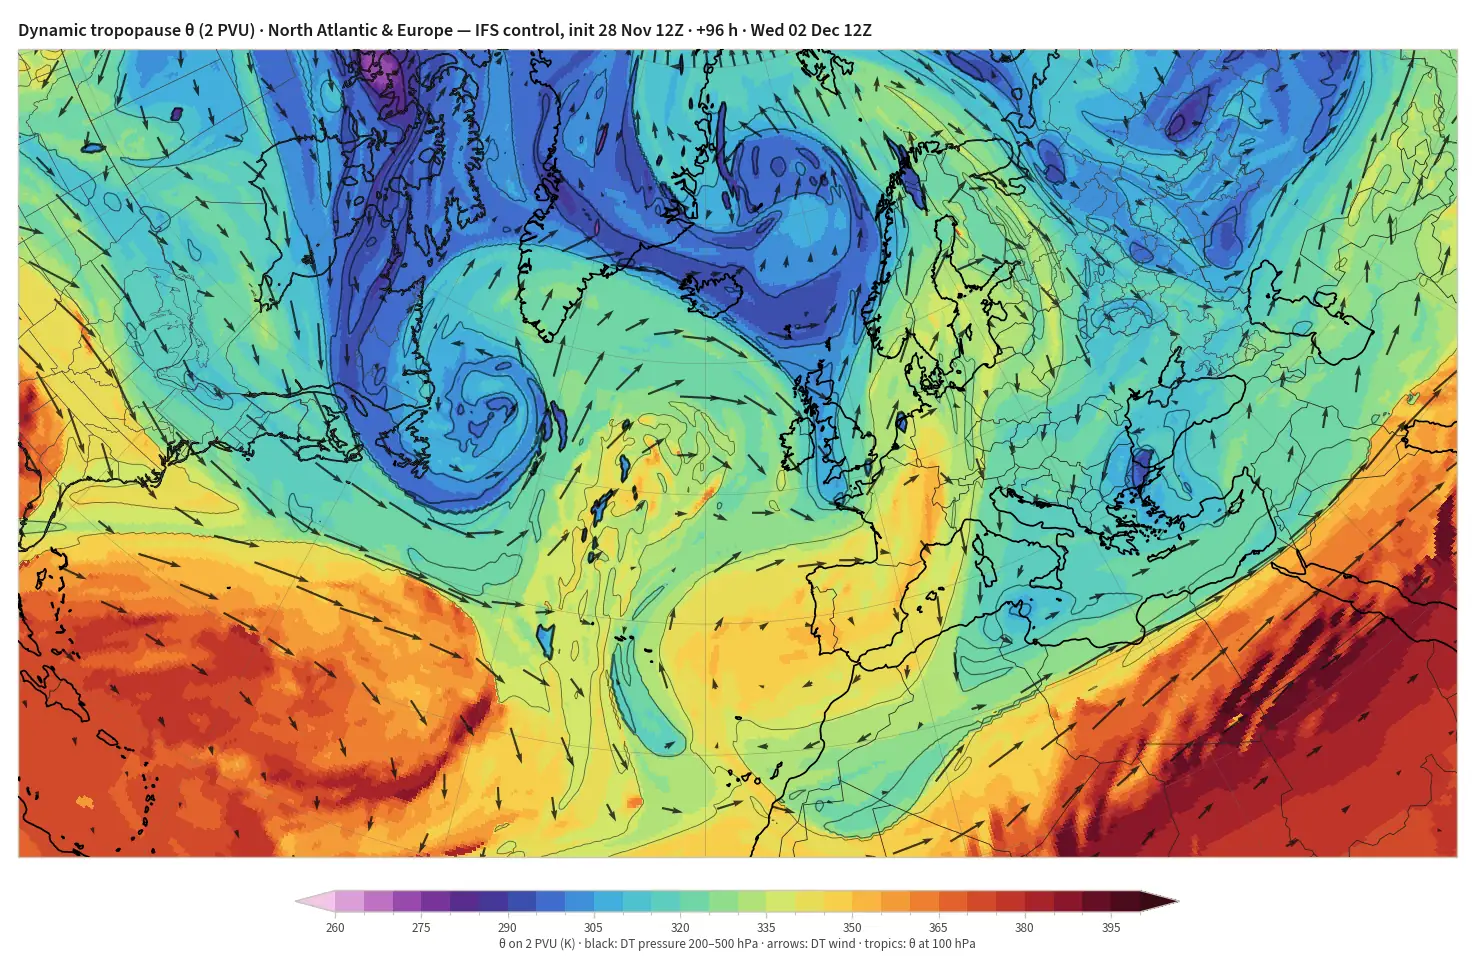 Dynamic tropopause θ (2 PVU) · North Atlantic & Europe — IFS control, init 28 Nov 12Z · +96 h · Wed 02 Dec 12Z
260 275 290 305 320 335 350 365 380 395
θ on 2 PVU (K) · black: DT pressure 200–500 hPa · arrows: DT wind · tropics: θ at 100 hPa